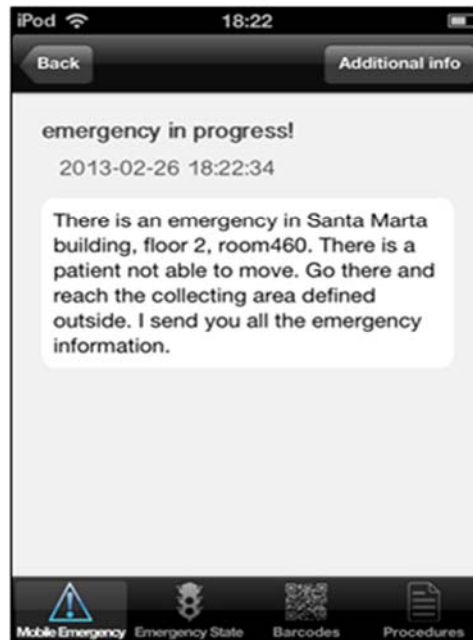 iPod 18:22
Back Additional info
emergency in progress!
2013-02-26 18:22:34
There is an emergency in Santa Marta
building, floor 2, room460. There is a
patient not able to move. Go there and
reach the collecting area defined
outside. I send you all the emergency
information.
Mobile Emergency Emergency State Barcodes Procedures